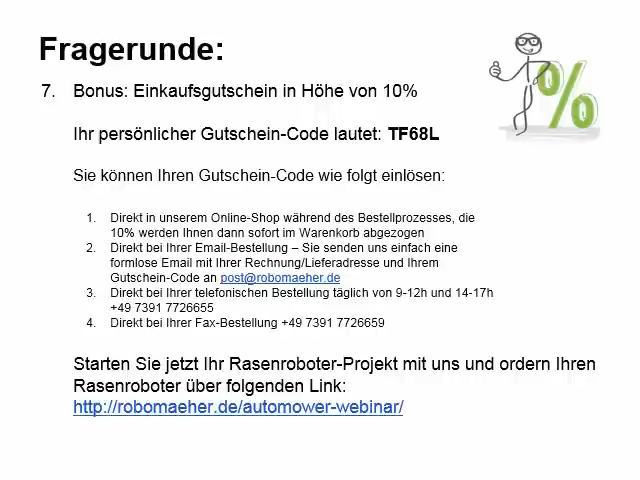 Fragerunde:
7. Bonus: Einkaufsgutschein in Höhe von 10%
Ihr persönlicher Gutschein-Code lautet: TF68L
Sie können Ihren Gutschein-Code wie folgt einlösen:
1. Direkt in unserem Online-Shop während des Bestellprozesses, die
10% werden Ihnen dann sofort im Warenkorb abgezogen
2. Direkt bei Ihrer Email-Bestellung – Sie senden uns einfach eine
formlose Email mit Ihrer Rechnung/Lieferadresse und Ihrem
Gutschein-Code an post@robomaeher.de
3. Direkt bei Ihrer telefonischen Bestellung täglich von 9-12h und 14-17h
+49 7391 7726655
4. Direkt bei Ihrer Fax-Bestellung +49 7391 7726659
Starten Sie jetzt Ihr Rasenroboter-Projekt mit uns und ordern Ihren
Rasenroboter über folgenden Link:
http://robomaeher.de/automower-webinar/
%